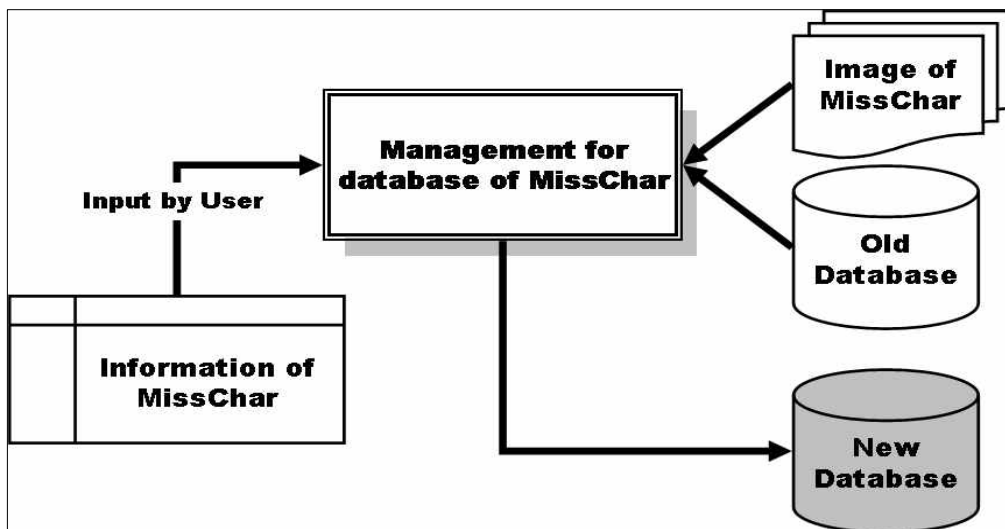 Image of
MissChar
Management for
database of MissChar
Input by User
Old
Database
Information of
MissChar
New
Database